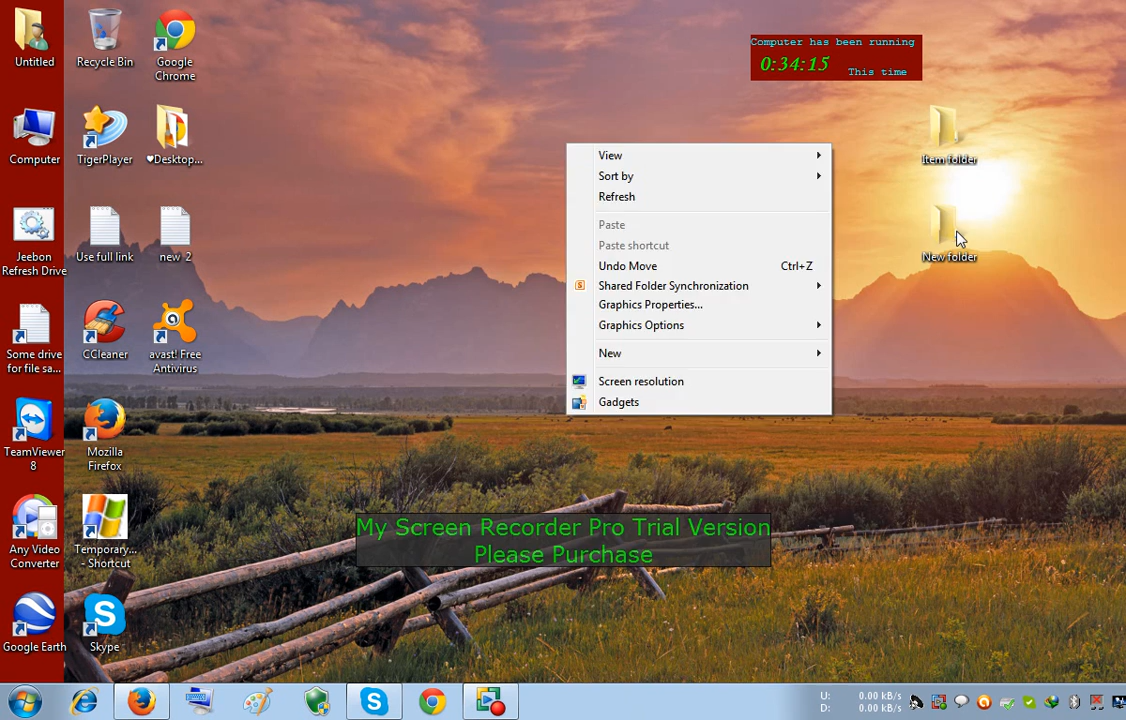 Untitled
Recycle Bin
Google
Chrome
Computer
TigerPlayer
♥Desktop...
Jeebon
Refresh Drive
Use full link
new 2
Some drive
for file sa...
CCleaner
avast! Free
Antivirus
TeamViewer
8
Mozilla
Firefox
Any Video
Converter
Temporary...
- Shortcut
Google Earth
Skype
Computer has been running
0:34:15
This time
Item folder
New folder
View
Sort by
Refresh
Paste
Paste shortcut
Undo Move Ctrl+Z
Shared Folder Synchronization
Graphics Properties...
Graphics Options
New
Screen resolution
Gadgets
My Screen Recorder Pro Trial Version
Please Purchase
U: 0.00 kB/s
D: 0.00 kB/s